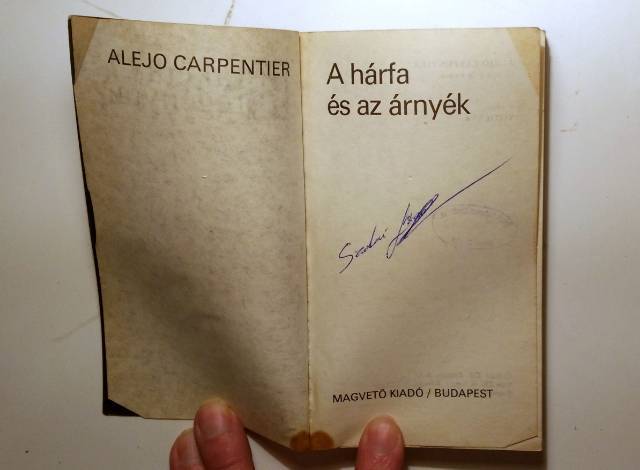 ALEJO CARPENTIER
A hárfa
és az árnyék
MAGVETŐ KIADÓ / BUDAPEST